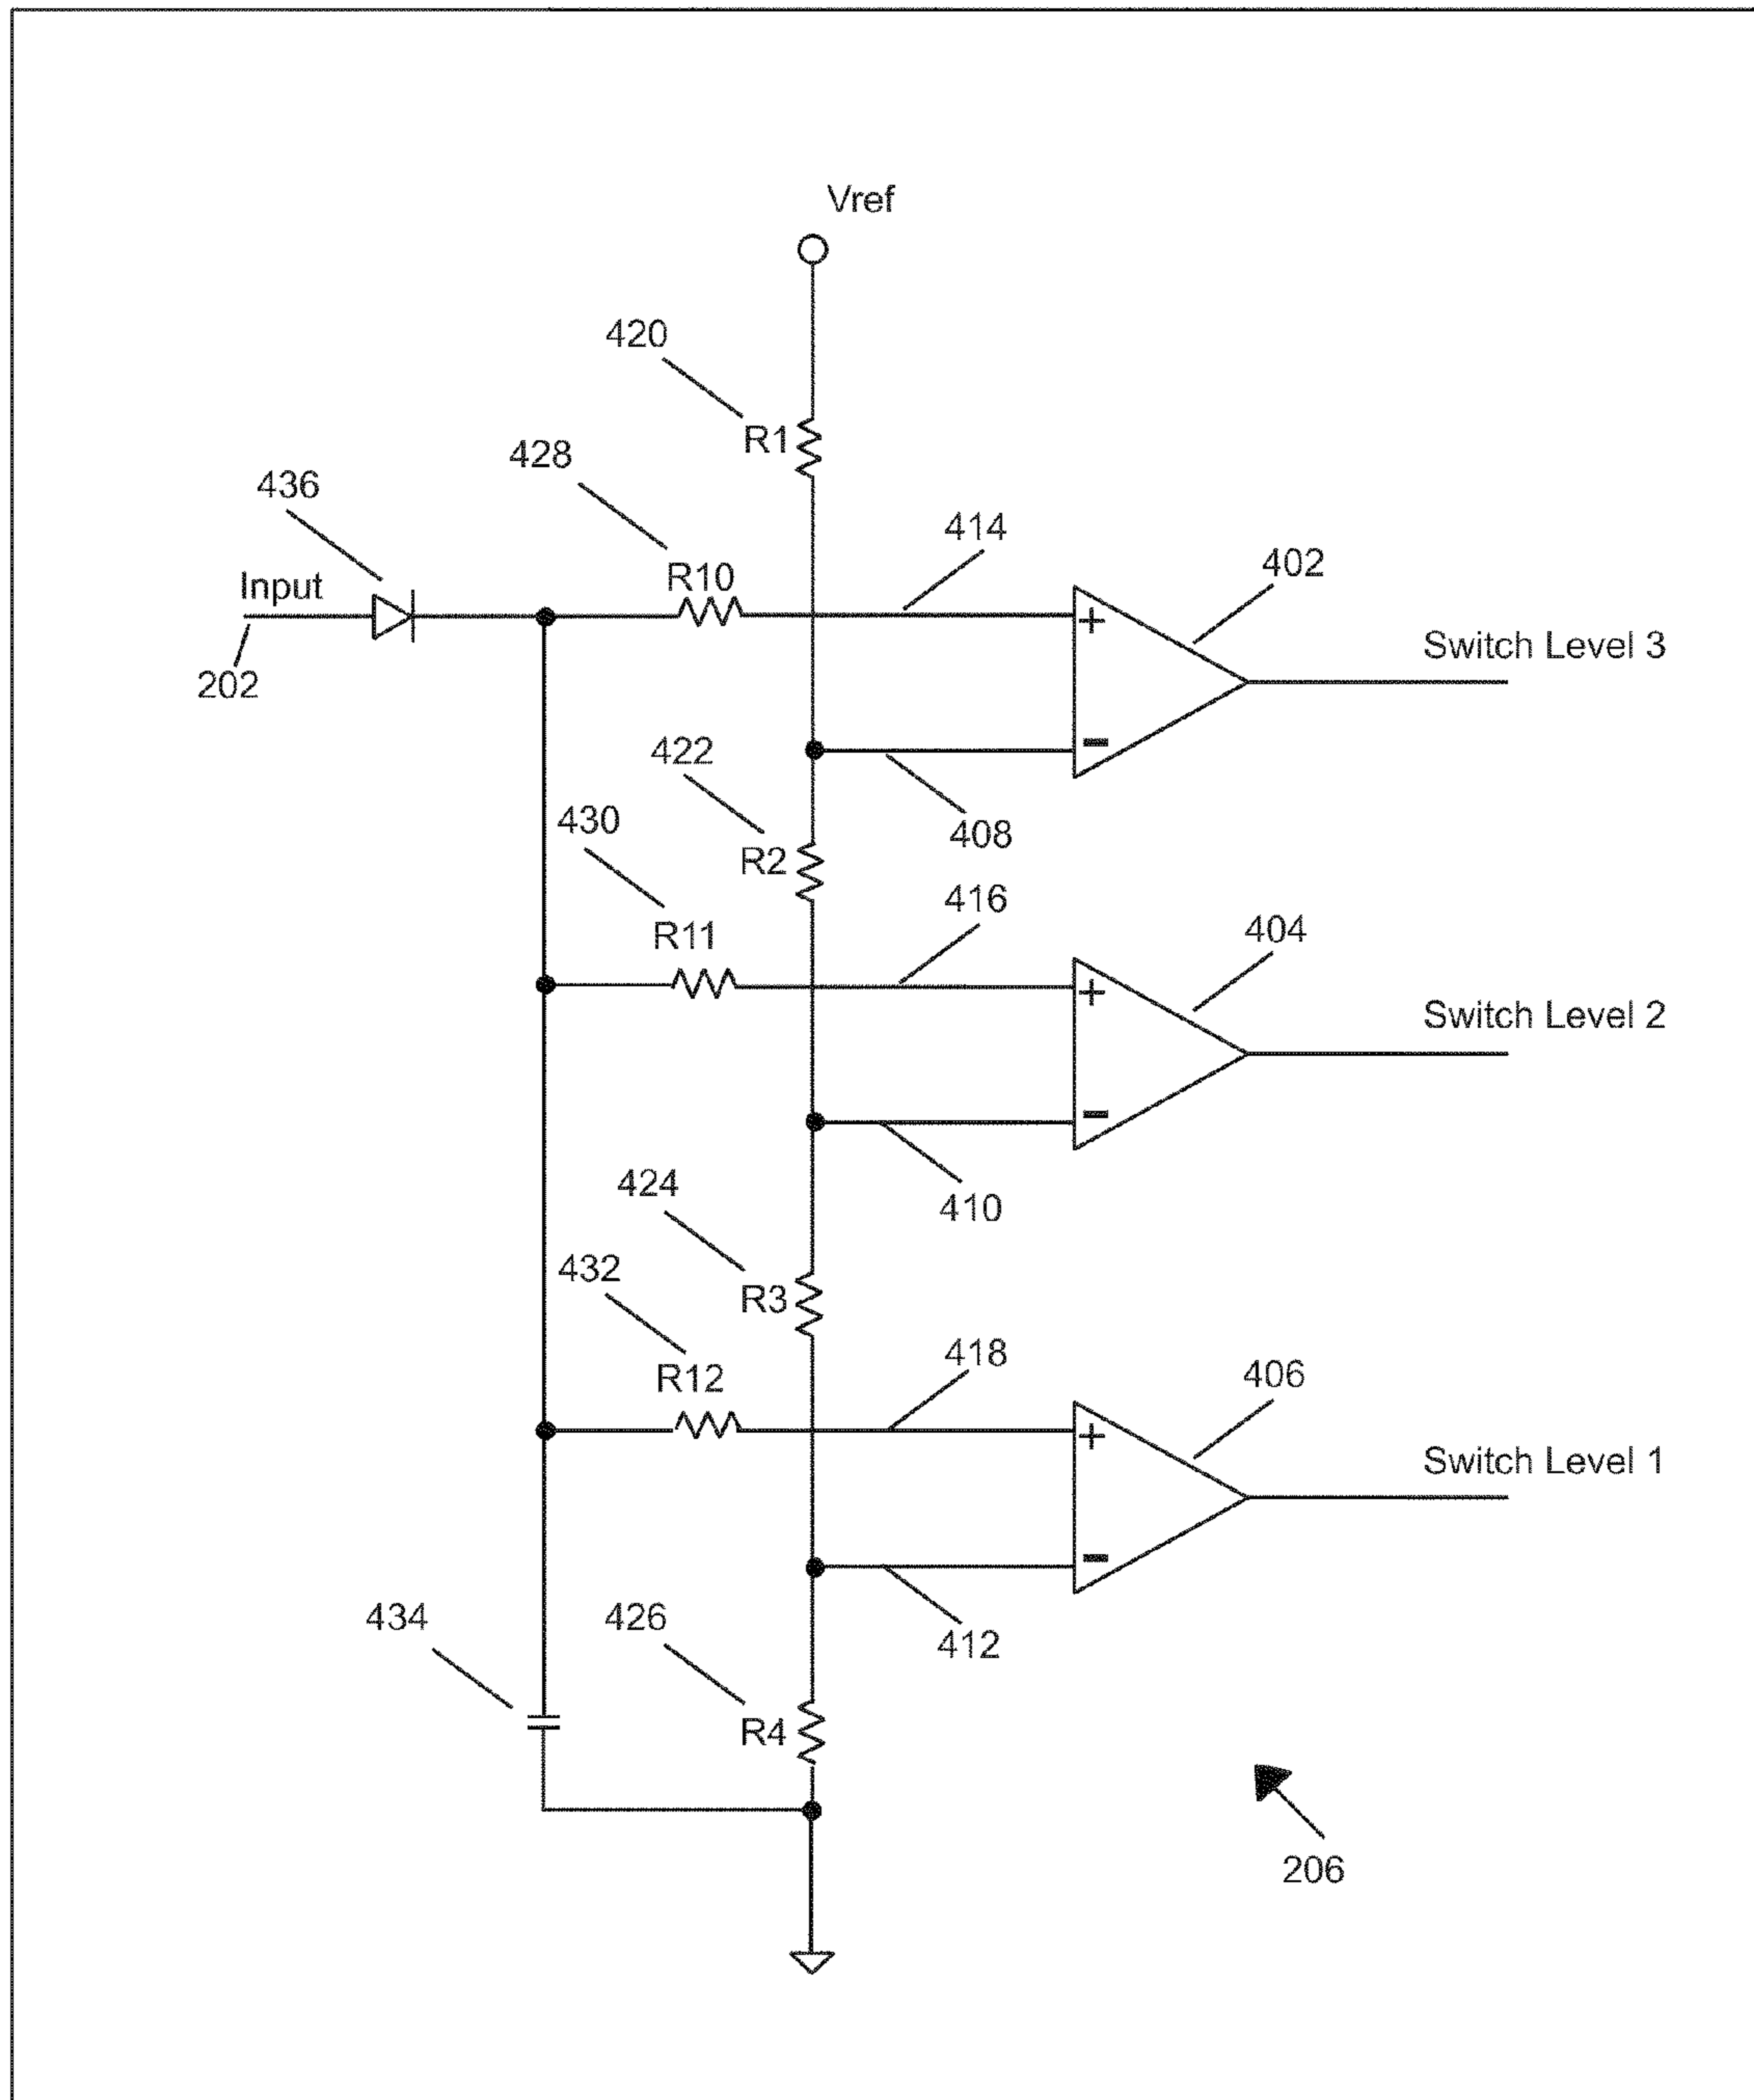 Vref
420
R1
428
436
414
402
R10
Input
Switch Level 3
+
202
-
422
408
430
R2
416
404
R11
Switch Level 2
+
-
424
410
432
R3
418
406
R12
+
Switch Level 1
-
434
426
412
R4
206